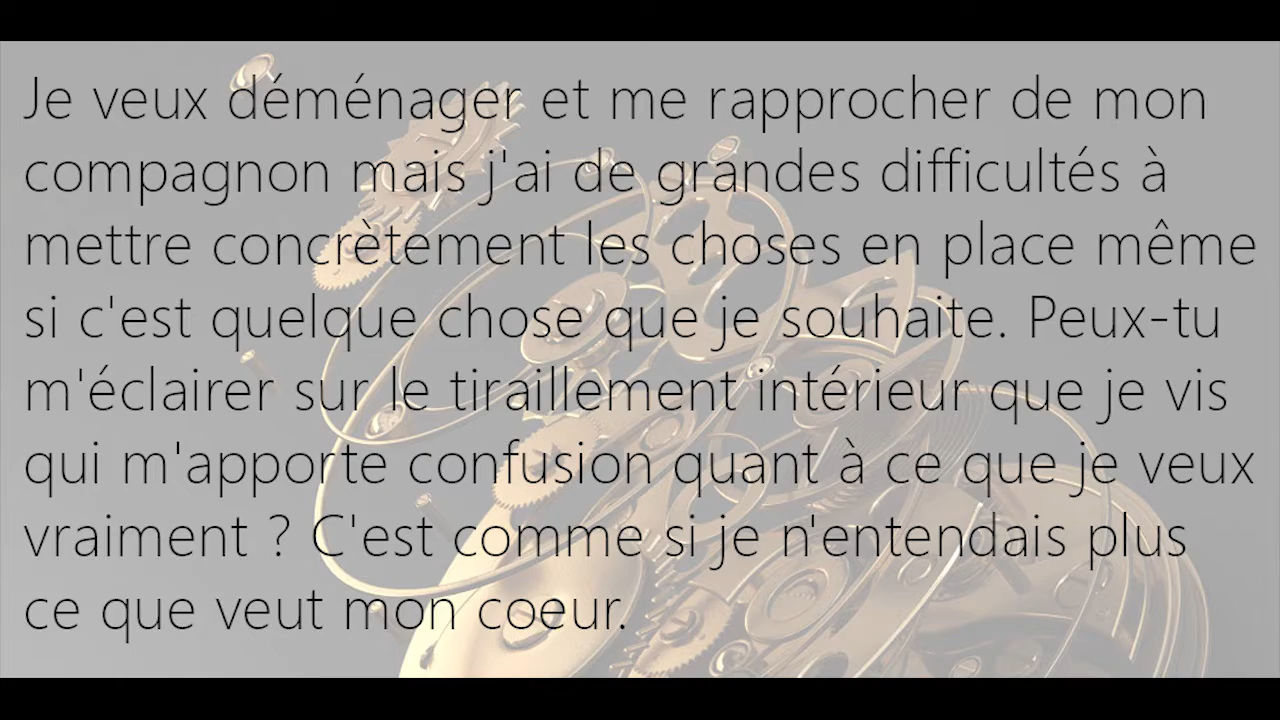 Je veux déménager et me rapprocher de mon
compagnon mais j'ai de grandes difficultés à
mettre concrètement les choses en place même
si c'est quelque chose que je souhaite. Peux-tu
m'éclairer sur le tiraillement intérieur que je vis
qui m'apporte confusion quant à ce que je veux
vraiment ? C'est comme si je n'entendais plus
ce que veut mon coeur.